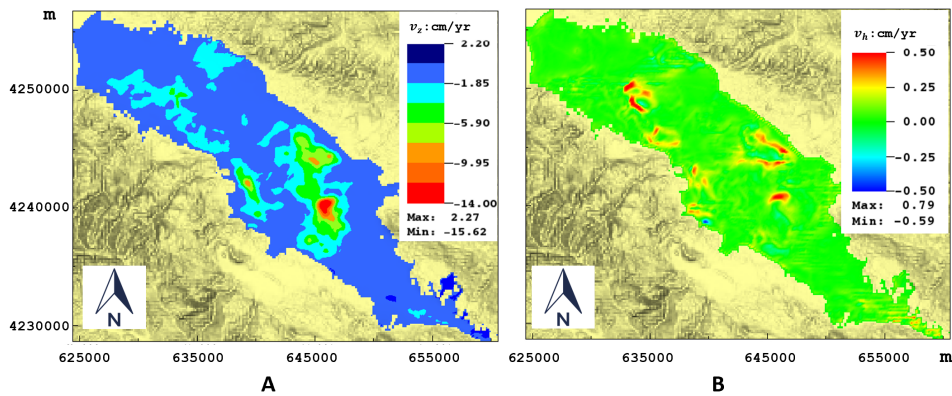 m
v_z:cm/yr
2.20
-1.85
-5.90
-9.95
-14.00
Max: 2.27
Min: -15.62
4250000
4240000
4230000
N
625000 635000 645000 655000
A
v_h:cm/yr
0.50
0.25
0.00
-0.25
-0.50
Max: 0.79
Min: -0.59
N
625000 635000 645000 655000 m
B